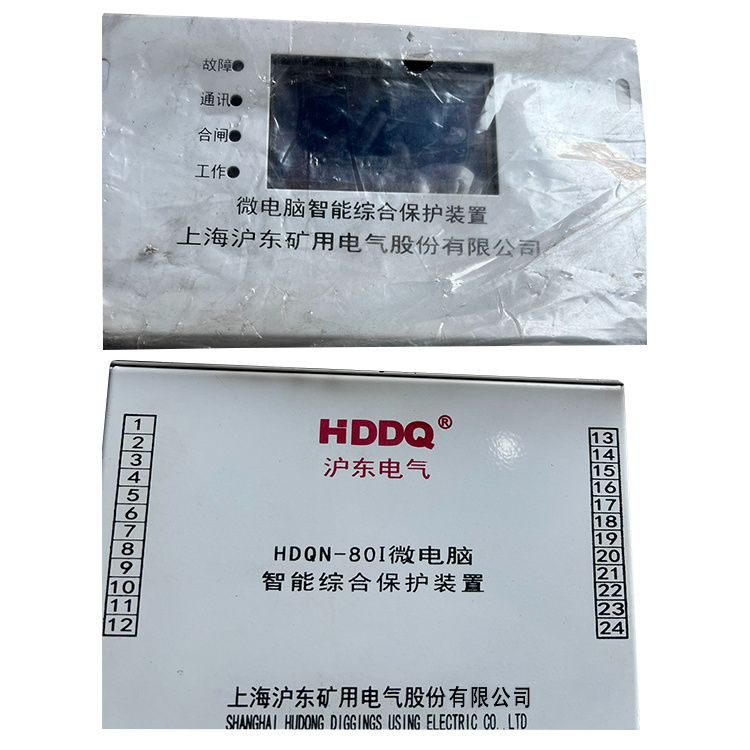 故障
通讯
合闸
工作
微电脑智能综合保护装置
上海沪东矿用电气股份有限公司
HDDQ®
沪东电气
1
2
3
4
5
6
7
8
9
10
11
12
13
14
15
16
17
18
19
20
21
22
23
24
HDQN-80I微电脑
智能综合保护装置
上海沪东矿用电气股份有限公司
SHANGHAI HUDONG DIGGINGS USING ELECTRIC CO.,LTD